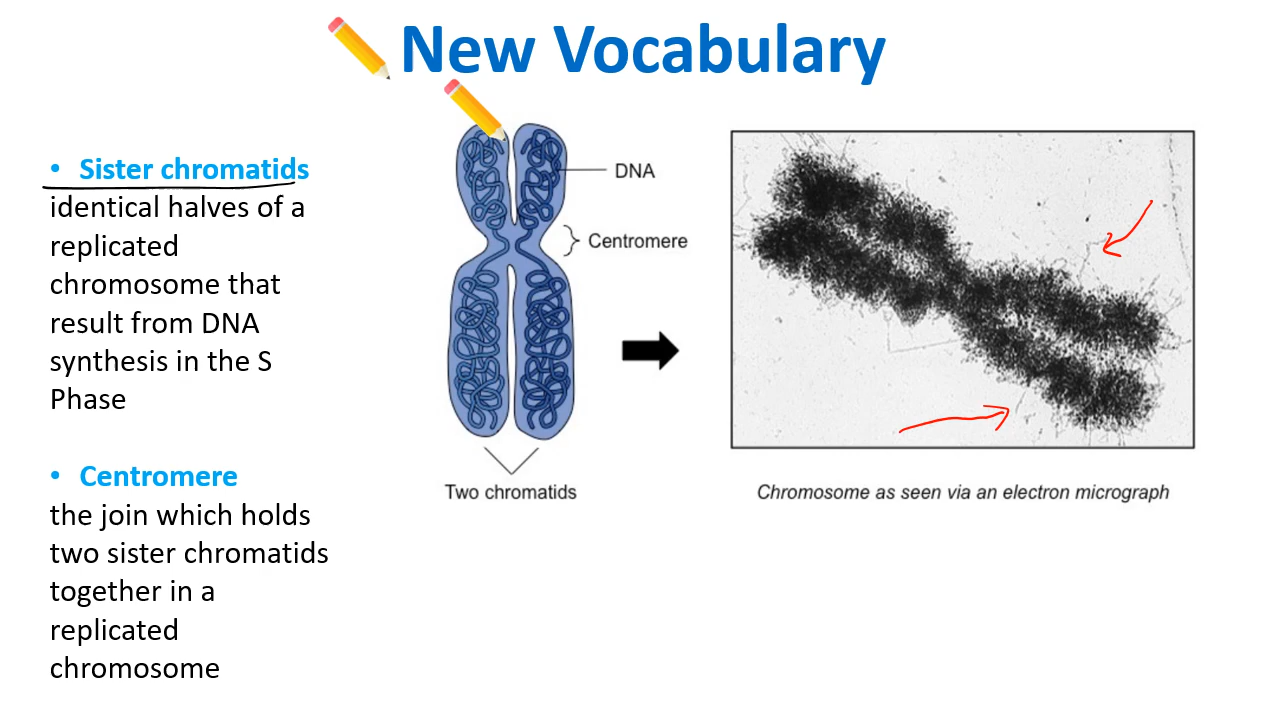 New Vocabulary
• Sister chromatids
identical halves of a
replicated
chromosome that
result from DNA
synthesis in the S
Phase
• Centromere
the join which holds
two sister chromatids
together in a
replicated
chromosome
DNA
Centromere
Two chromatids
Chromosome as seen via an electron micrograph